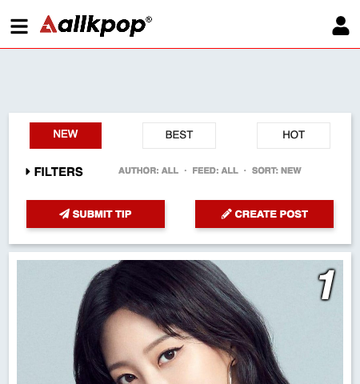 allkpop®
NEW BEST HOT
FILTERS AUTHOR: ALL · FEED: ALL · SORT: NEW
SUBMIT TIP CREATE POST
1